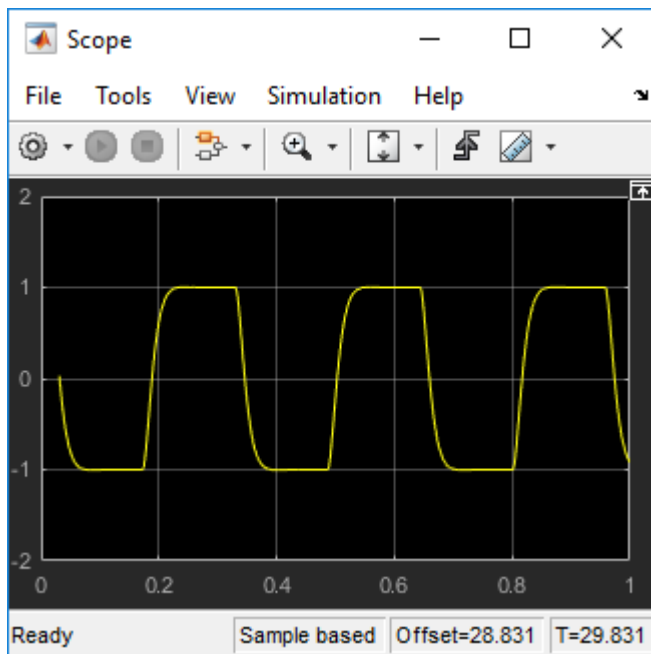 Scope
File Tools View Simulation Help
2
1
0
-1
-2
0 0.2 0.4 0.6 0.8 1
Ready Sample based Offset=28.831 T=29.831